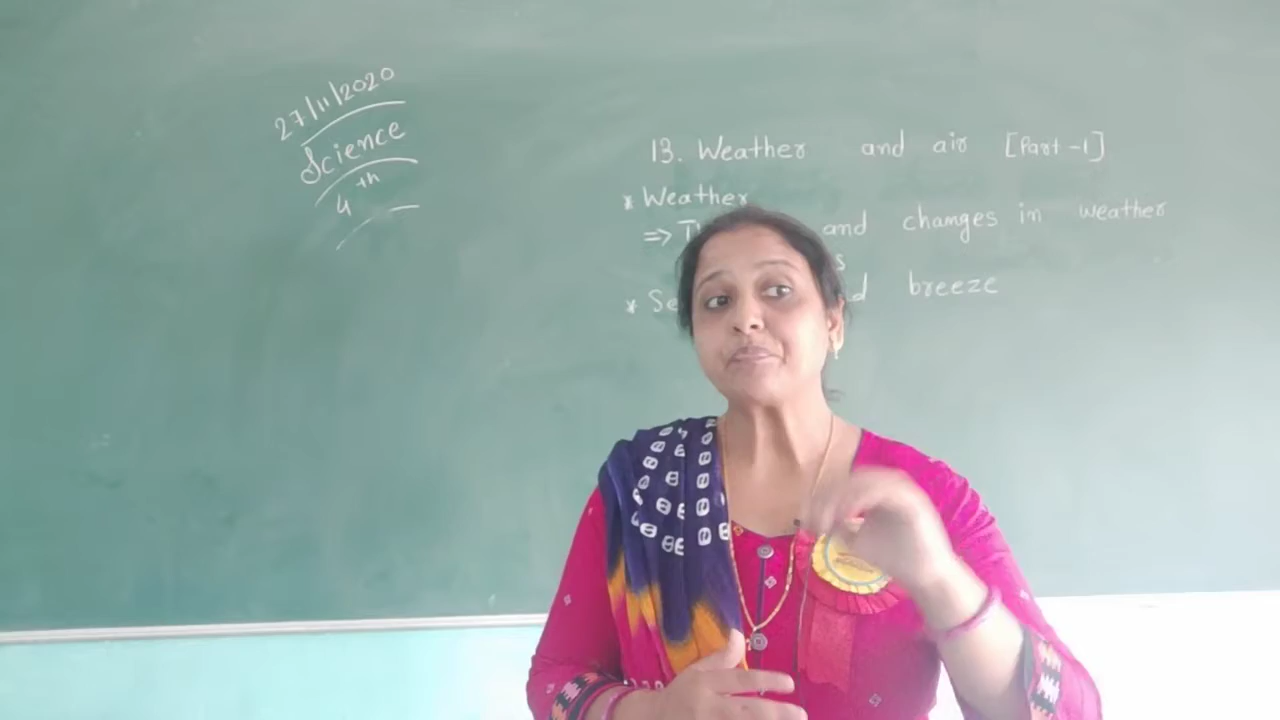 27/11/2020
Science
4th
13. Weather and air [Part-1]
* Weather
⇒ and changes in weather
* breeze